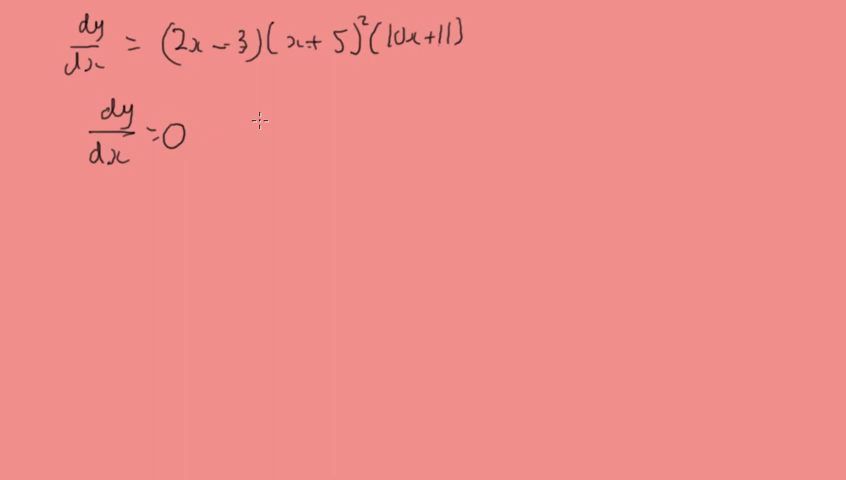 dy/dx = (2x - 3)(x + 5)²(10x + 11)
dy/dx = 0